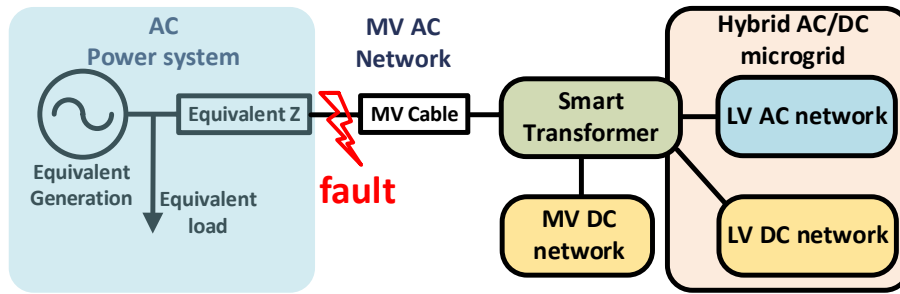 AC
Power system
Equivalent Z
Equivalent
Generation
Equivalent
load
fault
MV AC
Network
MV Cable
Smart
Transformer
MV DC
network
Hybrid AC/DC
microgrid
LV AC network
LV DC network